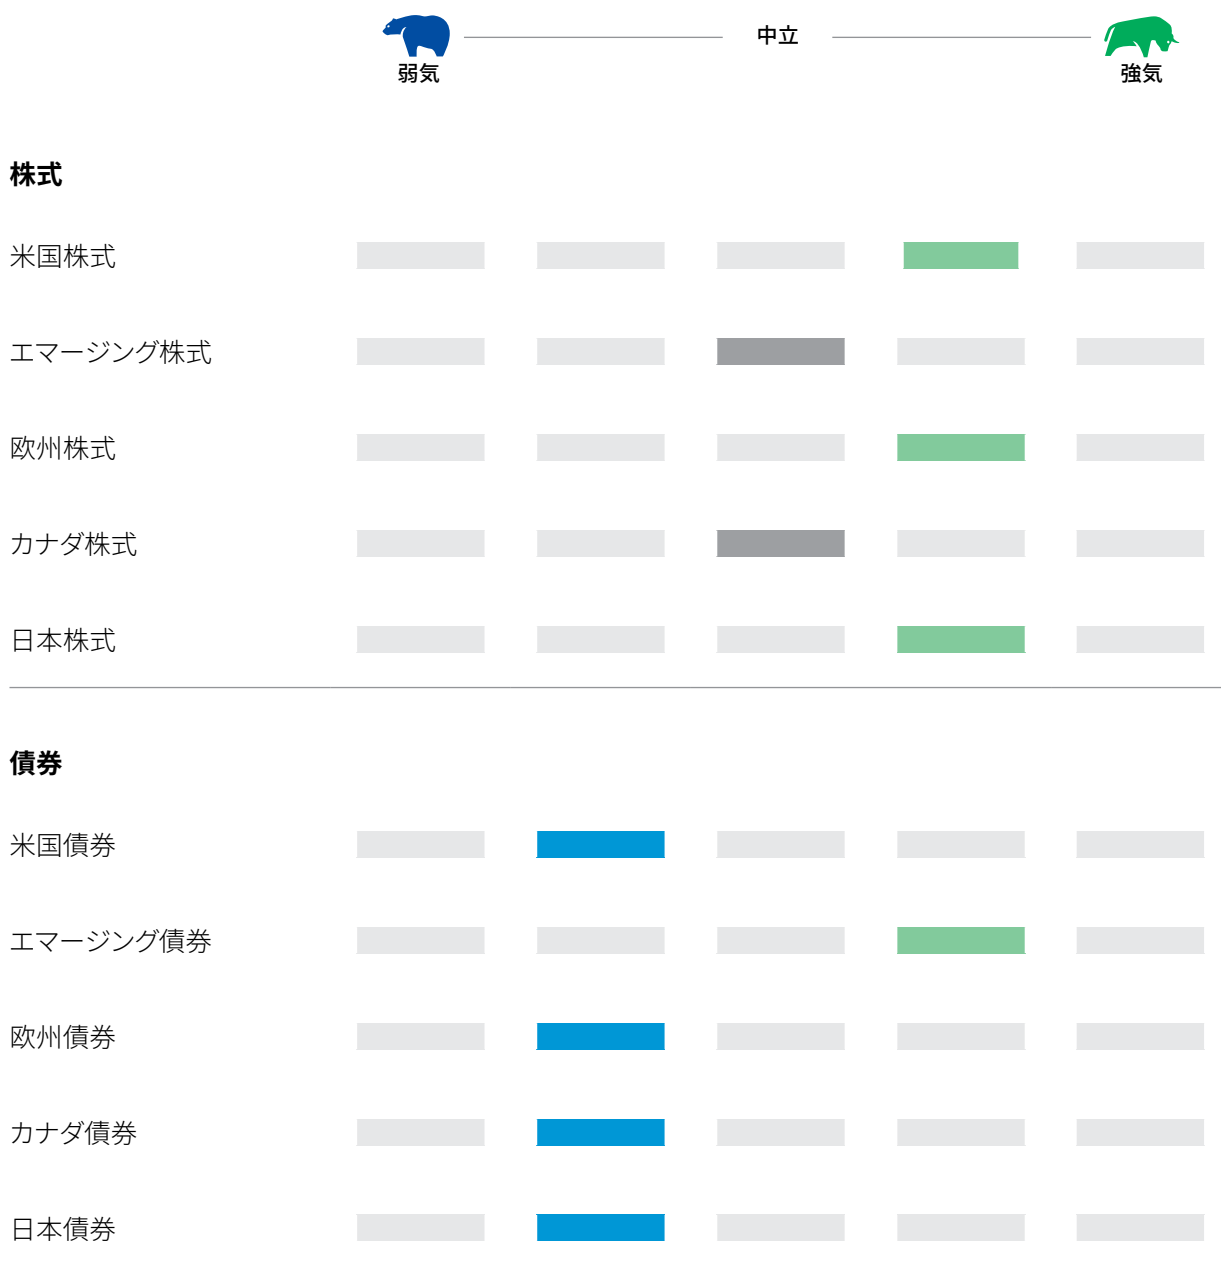 弱気
中立
強気
株式
米国株式
エマージング株式
欧州株式
カナダ株式
日本株式
債券
米国債券
エマージング債券
欧州債券
カナダ債券
日本債券